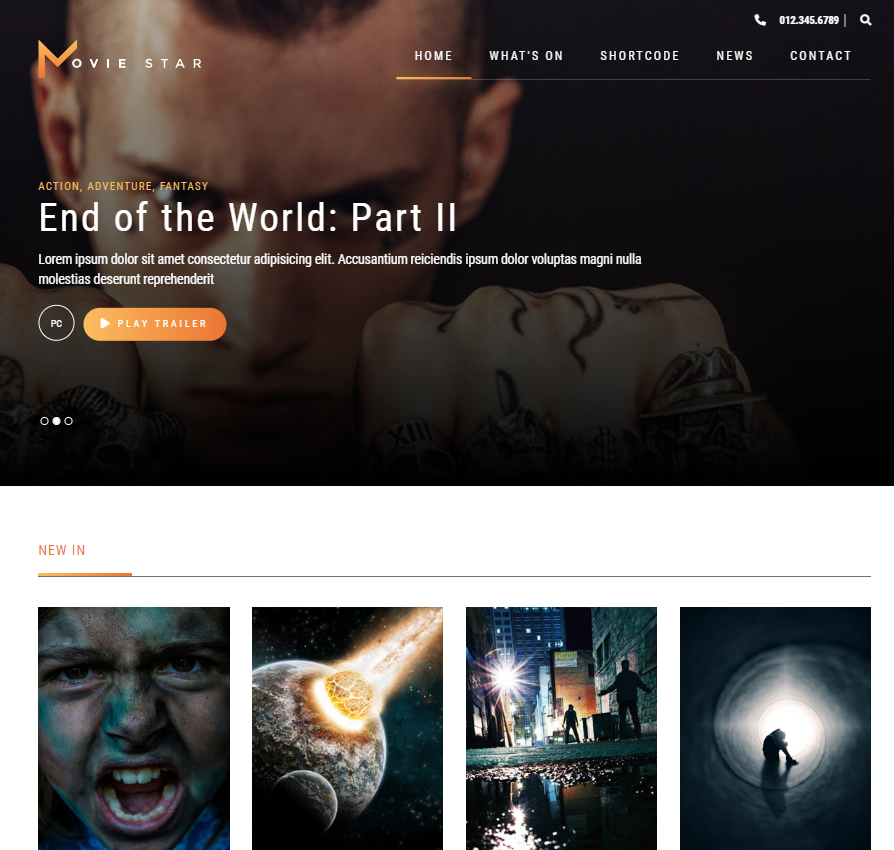 012.345.6789
MOVIE STAR
HOME WHAT'S ON SHORTCODE NEWS CONTACT
ACTION, ADVENTURE, FANTASY
End of the World: Part II
Lorem ipsum dolor sit amet consectetur adipisicing elit. Accusantium reiciendis ipsum dolor voluptas magni nulla
molestias deserunt reprehenderit
PC PLAY TRAILER
XIII
NEW IN